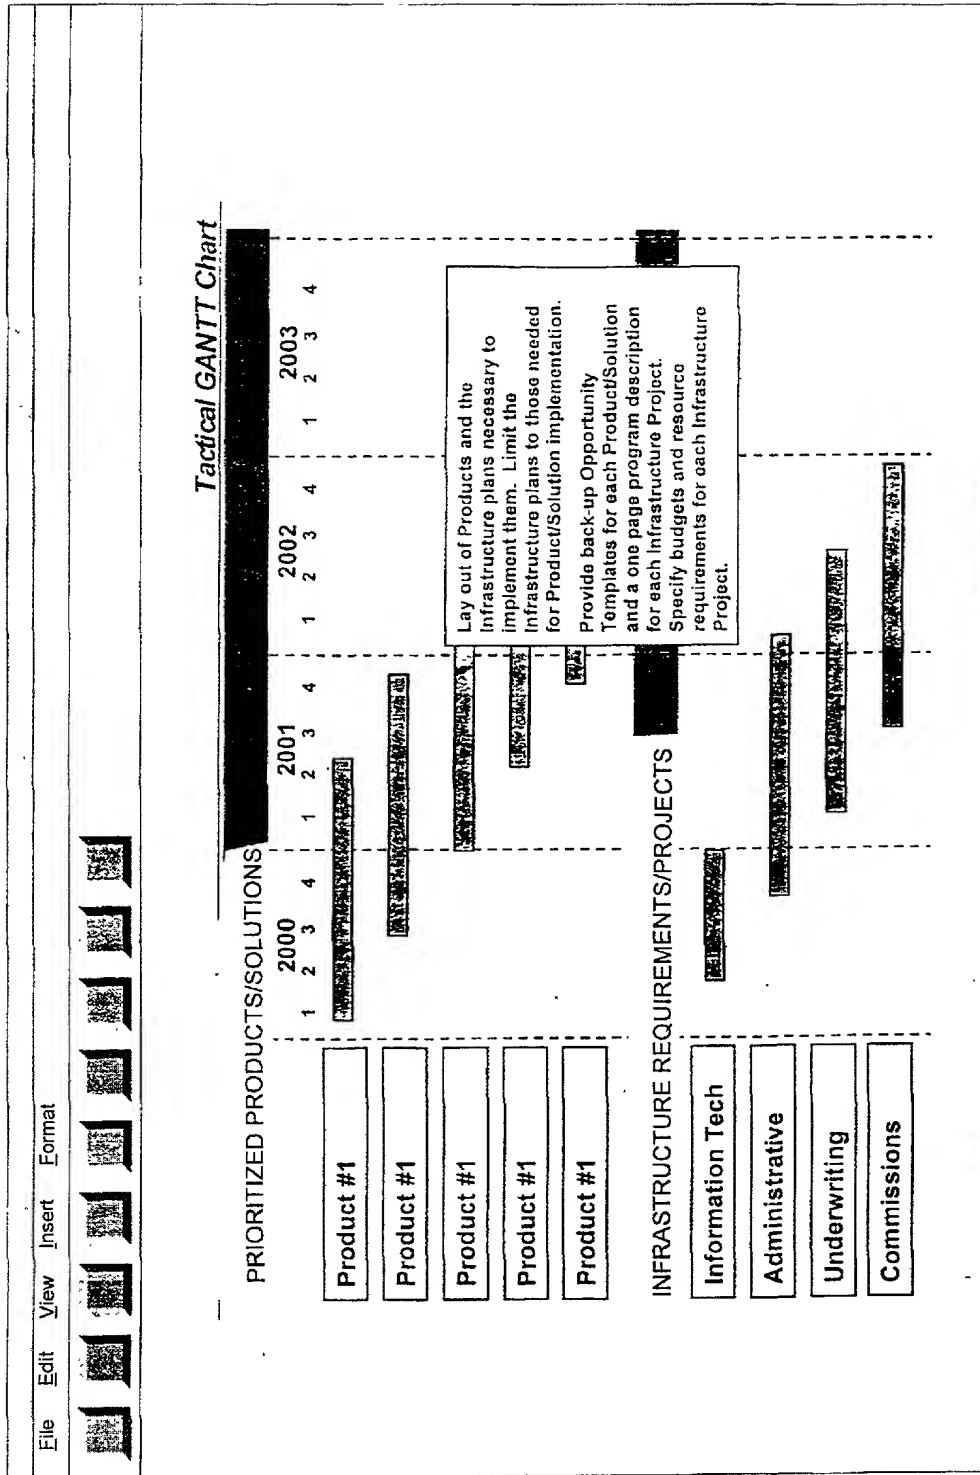 File Edit View Insert Format
Tactical GANTT Chart
PRIORITIZED PRODUCTS/SOLUTIONS
2000 2001 2002 2003
1 2 3 4 1 2 3 4 1 2 3 4 1 2 3 4
Product #1
Product #1
Product #1
Product #1
Product #1
Lay out of Products and the
Infrastructure plans necessary to
implement them. Limit the
Infrastructure plans to those needed
for Product/Solution implementation.
Provide back-up Opportunity
Templates for each Product/Solution
and a one page program description
for each Infrastructure Project.
Specify budgets and resource
requirements for each Infrastructure
Project.
INFRASTRUCTURE REQUIREMENTS/PROJECTS
Information Tech
Administrative
Underwriting
Commissions